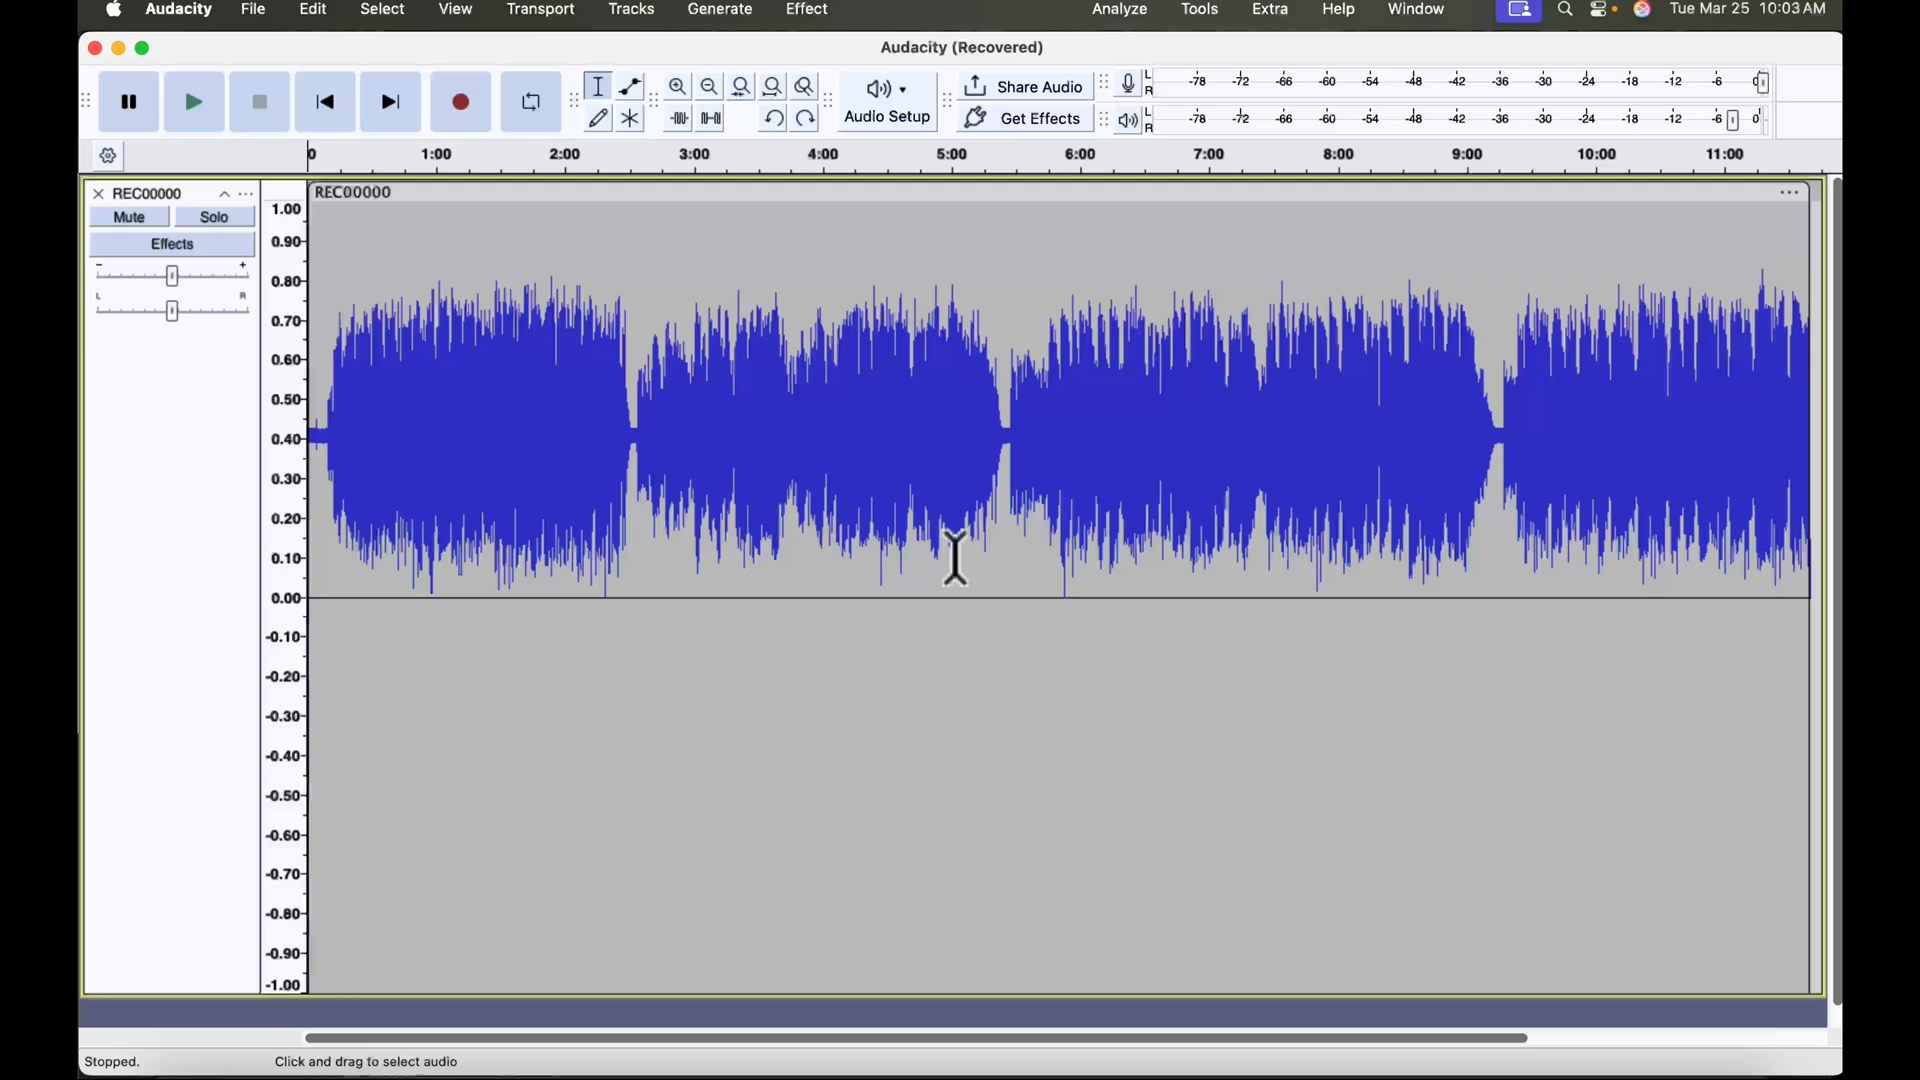 Audacity File Edit Select View Transport Tracks Generate Effect Analyze Tools Extra Help Window Tue Mar 25 10:03 AM
Audacity (Recovered)
Audio Setup
Share Audio
Get Effects
L
R
-78 -72 -66 -60 -54 -48 -42 -36 -30 -24 -18 -12 -6 0
L
R
-78 -72 -66 -60 -54 -48 -42 -36 -30 -24 -18 -12 -6 0
0 1:00 2:00 3:00 4:00 5:00 6:00 7:00 8:00 9:00 10:00 11:00
REC00000
Mute Solo
Effects
- +
L R
REC00000
1.00
0.90
0.80
0.70
0.60
0.50
0.40
0.30
0.20
0.10
0.00
-0.10
-0.20
-0.30
-0.40
-0.50
-0.60
-0.70
-0.80
-0.90
-1.00
Stopped. Click and drag to select audio